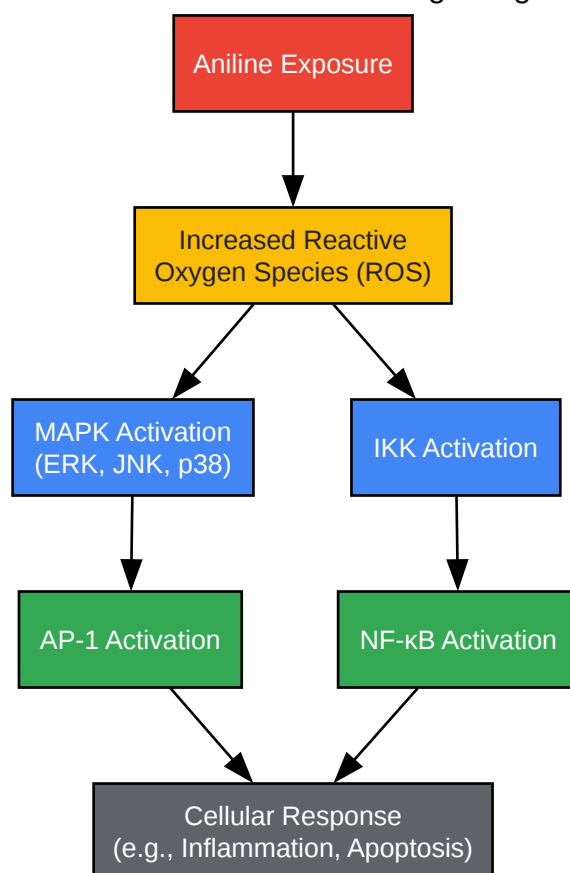 Aniline Exposure
Increased Reactive
Oxygen Species (ROS)
MAPK Activation
(ERK, JNK, p38)
IKK Activation
AP-1 Activation
NF-κB Activation
Cellular Response
(e.g., Inflammation, Apoptosis)